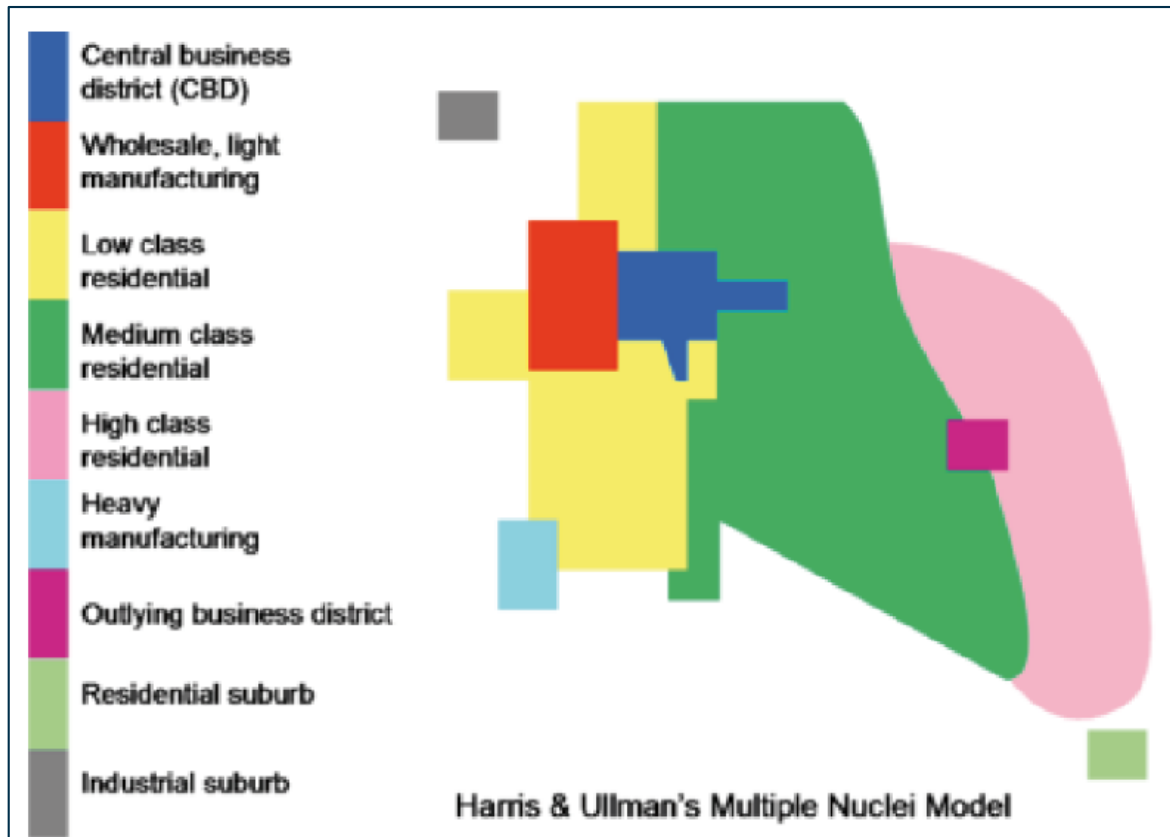 Central business
district (CBD)
Wholesale, light
manufacturing
Low class
residential
Medium class
residential
High class
residential
Heavy
manufacturing
Outlying business district
Residential suburb
Industrial suburb
Harris & Ullman's Multiple Nuclei Model